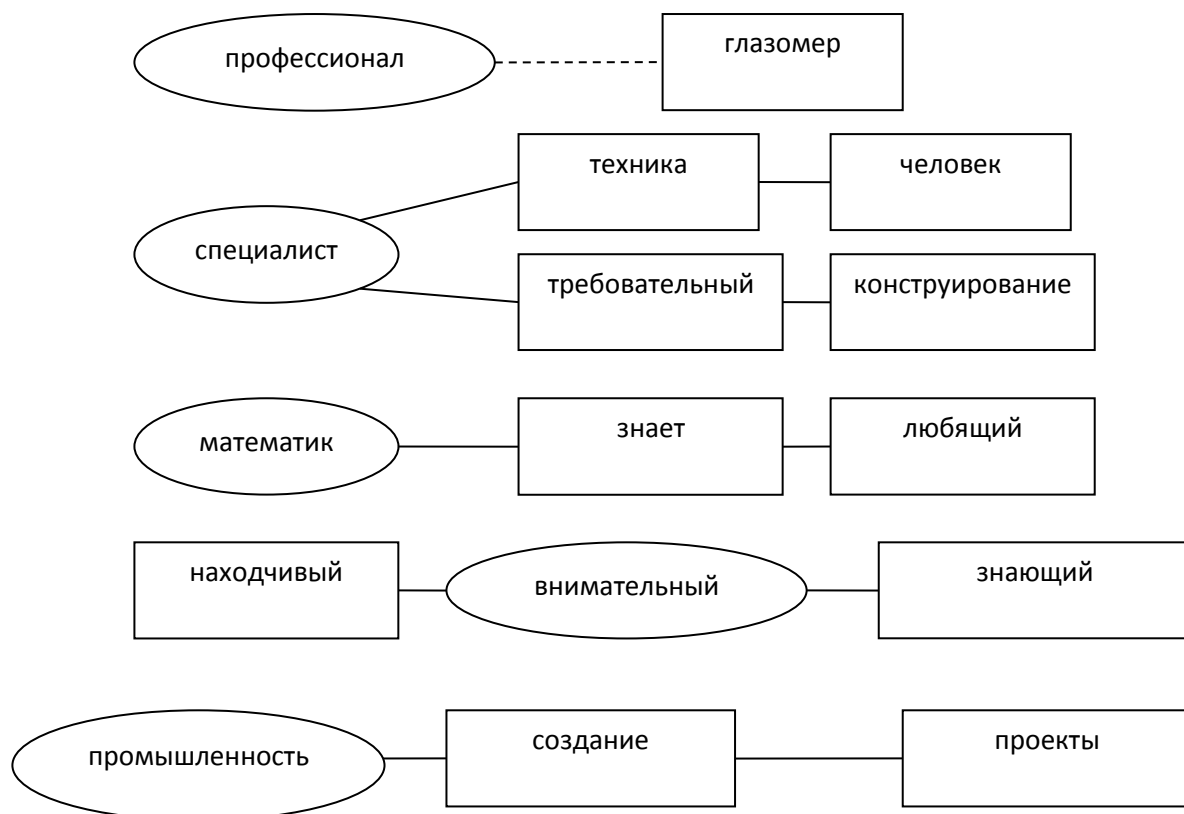 профессионал
глазомер
техника
человек
специалист
требовательный
конструирование
математик
знает
любящий
находчивый
внимательный
знающий
промышленность
создание
проекты